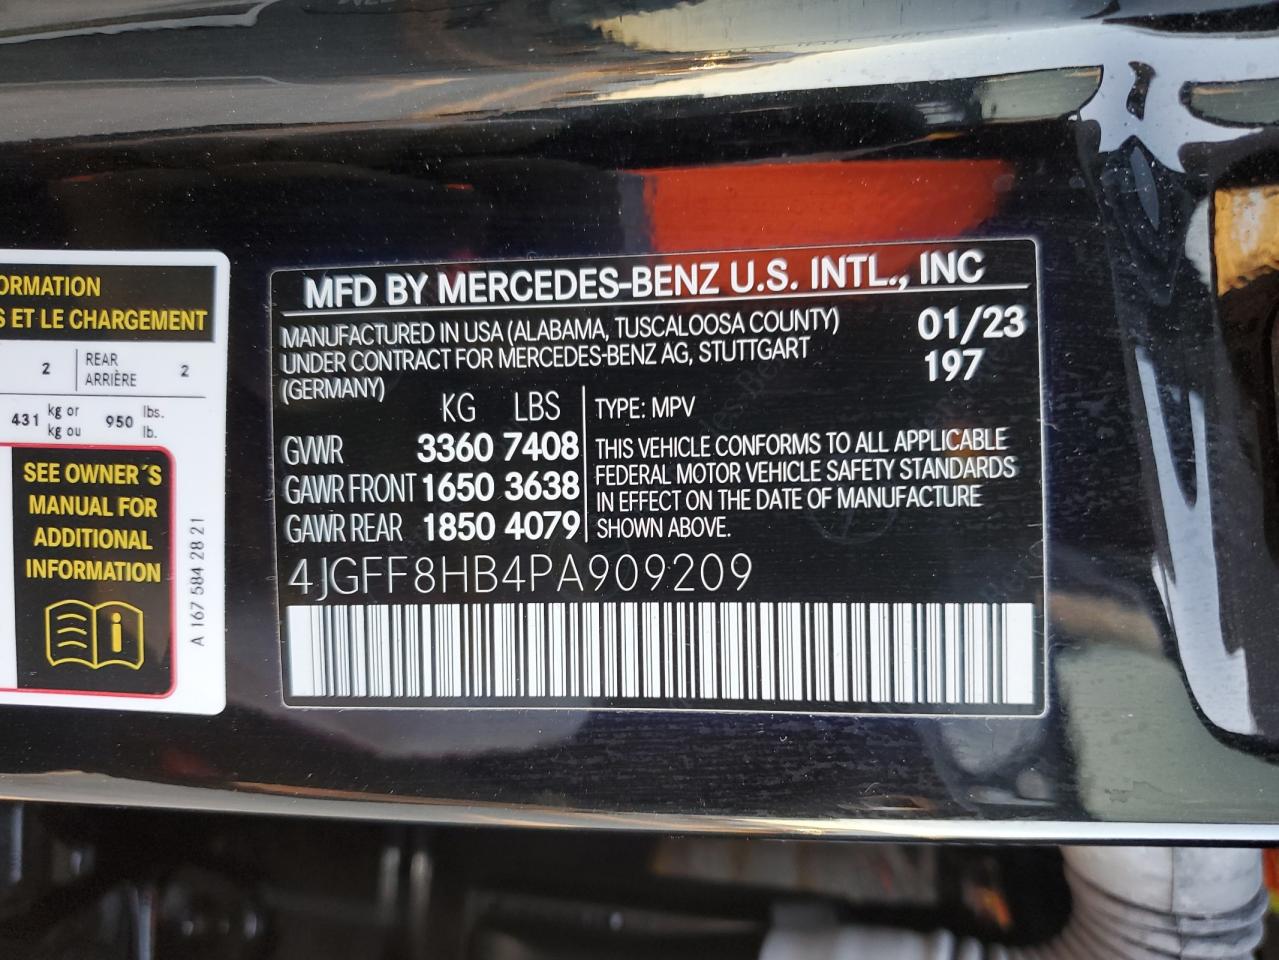 ORMATION
S ET LE CHARGEMENT
2 REAR ARRIÈRE 2
431 kg or kg ou 950 lbs. lb.
SEE OWNER´S
MANUAL FOR
ADDITIONAL
INFORMATION
A 167 584 28 21
MFD BY MERCEDES-BENZ U.S. INTL., INC
MANUFACTURED IN USA (ALABAMA, TUSCALOOSA COUNTY) 01/23
UNDER CONTRACT FOR MERCEDES-BENZ AG, STUTTGART 197
(GERMANY)
KG LBS
GVWR 3360 7408
GAWR FRONT 1650 3638
GAWR REAR 1850 4079
TYPE: MPV
THIS VEHICLE CONFORMS TO ALL APPLICABLE
FEDERAL MOTOR VEHICLE SAFETY STANDARDS
IN EFFECT ON THE DATE OF MANUFACTURE
SHOWN ABOVE.
4JGFF8HB4PA909209